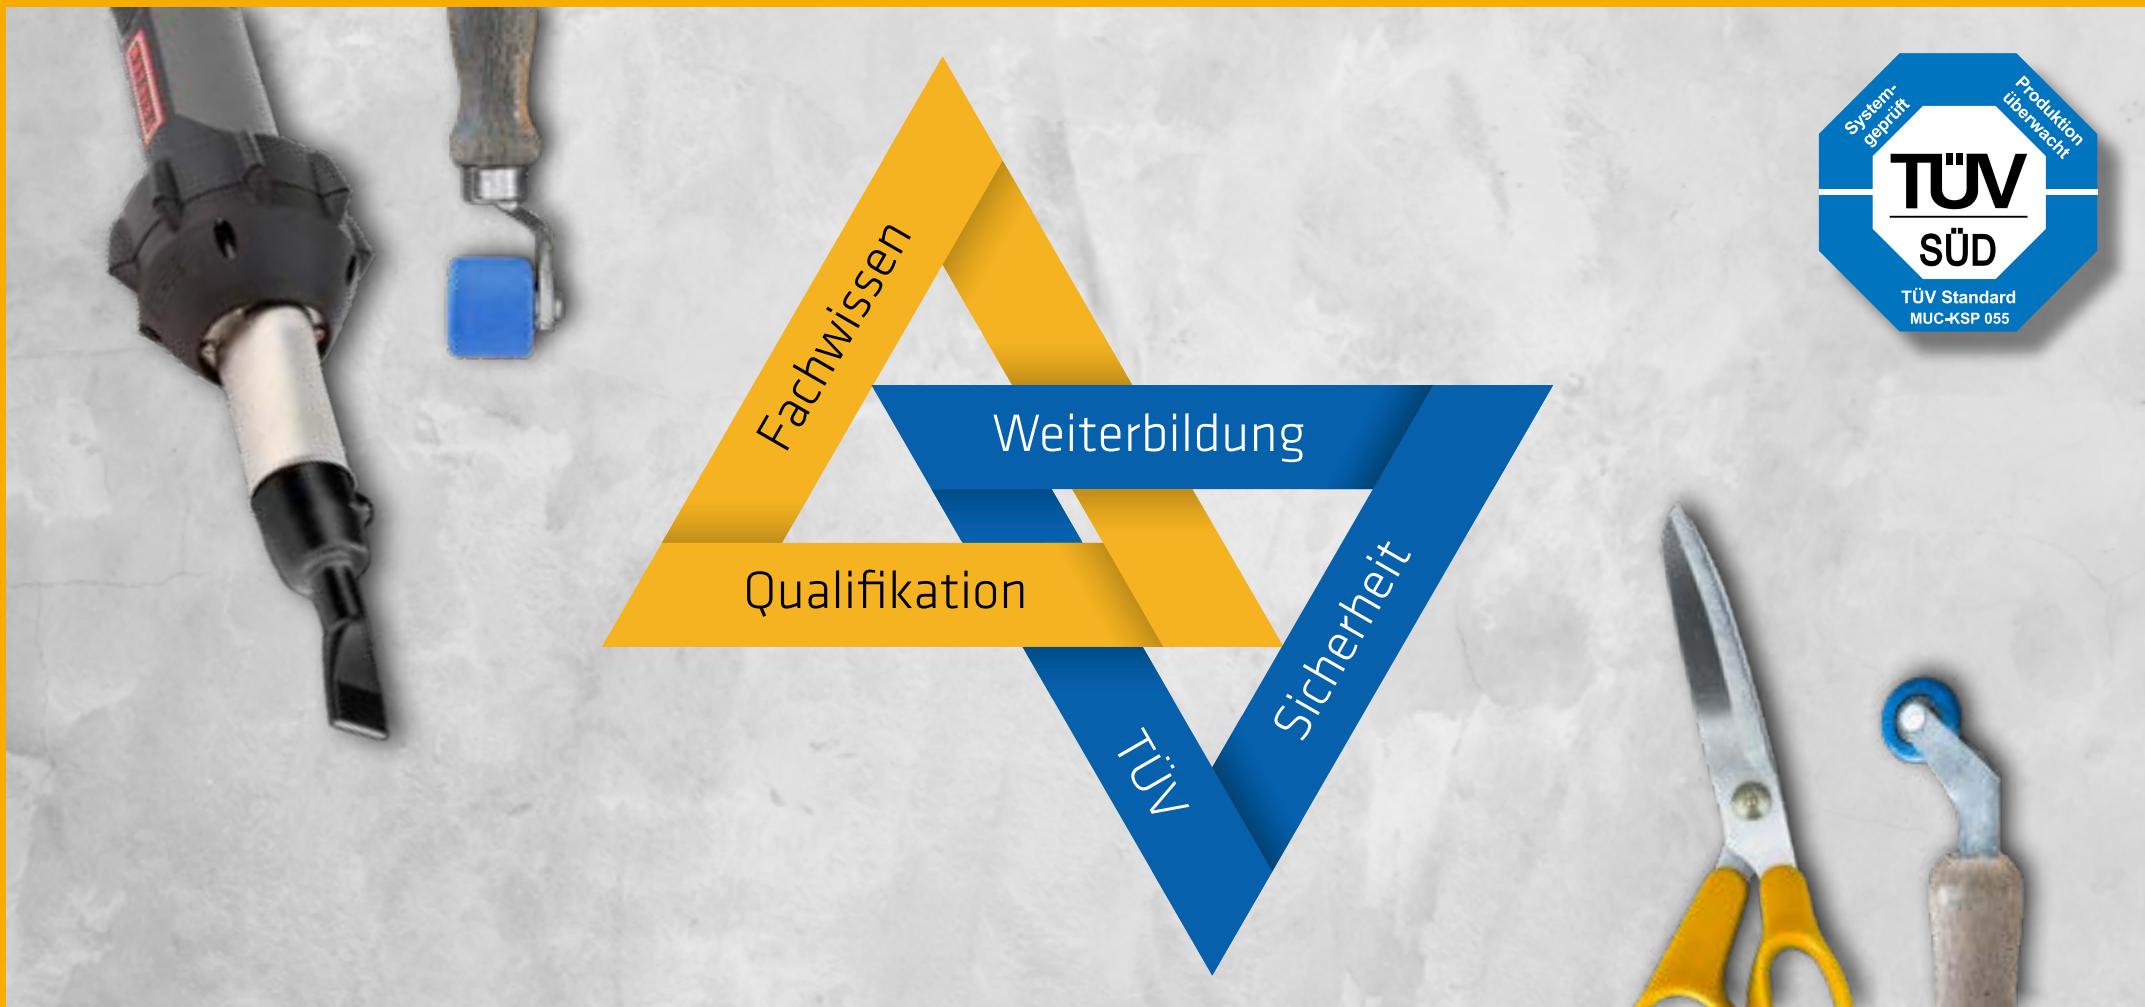 Fachwissen
Weiterbildung
Qualifikation
Sicherheit
TÜV
System-
geprüft
Produktion
überwacht
TÜV
SÜD
TÜV Standard
MUC-KSP 055